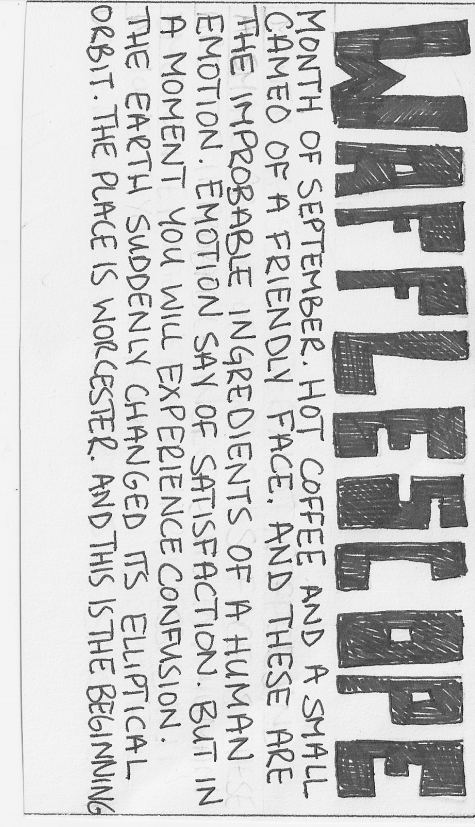 WAFFLESCOPE
MONTH OF SEPTEMBER. HOT COFFEE AND A SMALL
CAMEO OF A FRIENDLY FACE. AND THESE ARE
THE IMPROBABLE INGREDIENTS OF A HUMAN
EMOTION. EMOTION SAY OF SATISFACTION. BUT IN
A MOMENT YOU WILL EXPERIENCE CONFUSION.
THE EARTH SUDDENLY CHANGED ITS ELLIPTICAL
ORBIT. THE PLACE IS WORCESTER. AND THIS IS THE BEGINNING